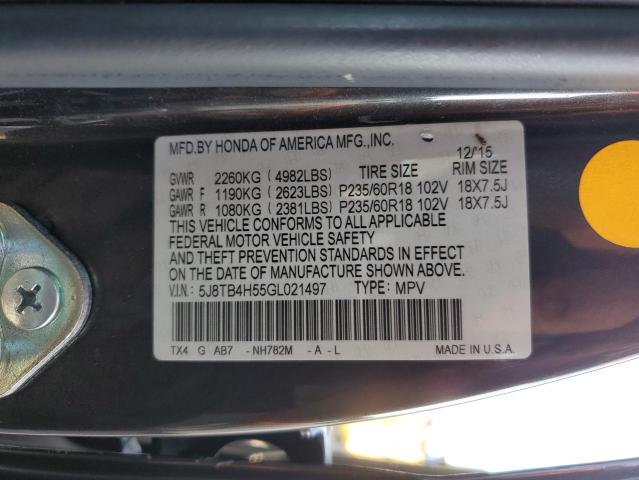 MFD.BY HONDA OF AMERICA MFG.,INC.
12/15
GVWR 2260KG (4982LBS) TIRE SIZE RIM SIZE
GAWR F 1190KG (2623LBS) P235/60R18 102V 18X7.5J
GAWR R 1080KG (2381LBS) P235/60R18 102V 18X7.5J
THIS VEHICLE CONFORMS TO ALL APPLICABLE
FEDERAL MOTOR VEHICLE SAFETY
AND THEFT PREVENTION STANDARDS IN EFFECT
ON THE DATE OF MANUFACTURE SHOWN ABOVE.
V.I.N.: 5J8TB4H55GL021497 TYPE: MPV
TX4 G AB7 -NH782M -A-L MADE IN U.S.A.